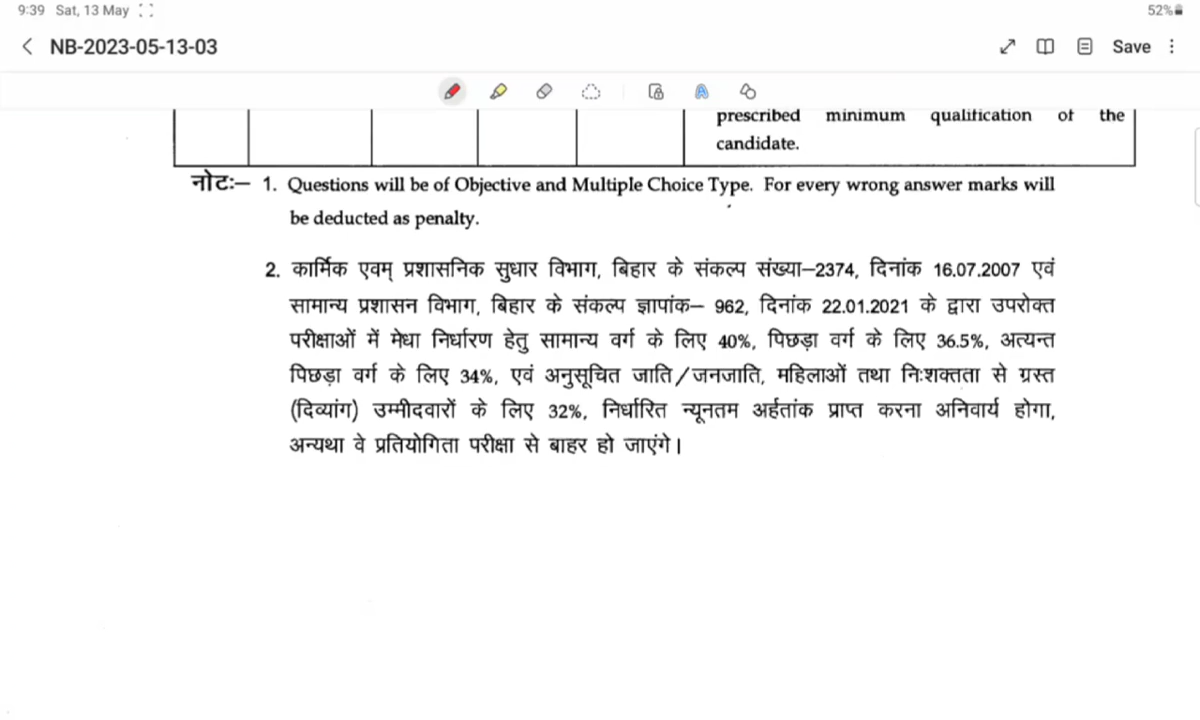 9:39 Sat, 13 May
52%
NB-2023-05-13-03
Save
prescribed minimum qualification of the
candidate.
नोटः– 1. Questions will be of Objective and Multiple Choice Type. For every wrong answer marks will
be deducted as penalty.
2. कार्मिक एवम् प्रशासनिक सुधार विभाग, बिहार के संकल्प संख्या–2374, दिनांक 16.07.2007 एवं
सामान्य प्रशासन विभाग, बिहार के संकल्प ज्ञापांक– 962, दिनांक 22.01.2021 के द्वारा उपरोक्त
परीक्षाओं में मेधा निर्धारण हेतु सामान्य वर्ग के लिए 40%, पिछड़ा वर्ग के लिए 36.5%, अत्यन्त
पिछड़ा वर्ग के लिए 34%, एवं अनुसूचित जाति/जनजाति, महिलाओं तथा निःशक्तता से ग्रस्त
(दिव्यांग) उम्मीदवारों के लिए 32%, निर्धारित न्यूनतम अर्हतांक प्राप्त करना अनिवार्य होगा,
अन्यथा वे प्रतियोगिता परीक्षा से बाहर हो जाएंगे।